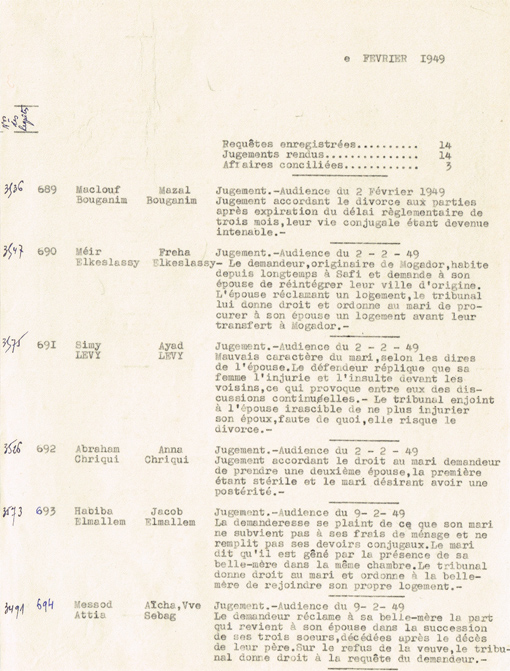 e FEVRIER 1949
Nos
des
Requêtes enregistrées.......... 14
Jugements rendus............... 14
Affaires conciliées............ 3
3536 689 Maclouf Mazal Jugement.-Audience du 2 Février 1949
Bouganim Bouganim Jugement accordant le divorce aux parties
après expiration du délai règlementaire de
trois mois,leur vie conjugale étant devenue
intenable.-
3547 690 Méir Freha Jugement.-Audience du 2 - 2 - 49
Elkeslassy Elkeslassy- Le demandeur,originaire de Mogador,habite
depuis longtemps à Safi et demande à son
épouse de réintégrer leur ville d'origine.
L'épouse réclamant un logement,le tribunal
lui donne droit et ordonne au mari de pro-
curer à son épouse un logement avant leur
transfert à Mogador.-
3575 691 Simy Ayad Jugement.-Audience du 2 - 2 - 49
LEVY LEVY Mauvais caractère du mari,selon les dires
de l'épouse.Le défendeur réplique que sa
femme l'injurie et l'insulte devant les
voisins,ce qui provoque entre eux des dis-
cussions continuelles.- Le tribunal enjoint
à l'épouse irascible de ne plus injurier
son époux,faute de quoi,elle risque le
divorce.-
3526 692 Abraham Anna Jugement.-Audience du 2 - 2 - 49
Chriqui Chriqui Jugement accordant le droit au mari demandeur
de prendre une deuxième épouse,la première
étant stérile et le mari désirant avoir une
postérité.-
3573 693 Habiba Jacob Jugement.-Audience du 9- 2- 49
Elmallem Elmallem La demanderesse se plaint de ce que son mari
ne subvient pas à ses frais de ménage et ne
remplit pas ses devoirs conjugaux.Le mari
dit qu'il est gêné par la présence de sa
belle-mère dans la même chambre.Le tribunal
donne droit au mari et ordonne à la belle-
mère de rejoindre son propre logement.-
3491 694 Messod Aïcha,Vve Jugement.-Audience du 9- 2- 49
Attia Sebag Le demandeur réclame à sa belle-mère la part
qui revient à son épouse dans la succession
de ses trois soeurs,décédées après le décès
de leur père.Sur le refus de la veuve,le tribu-
nal donne droit à la requête du demandeur.-